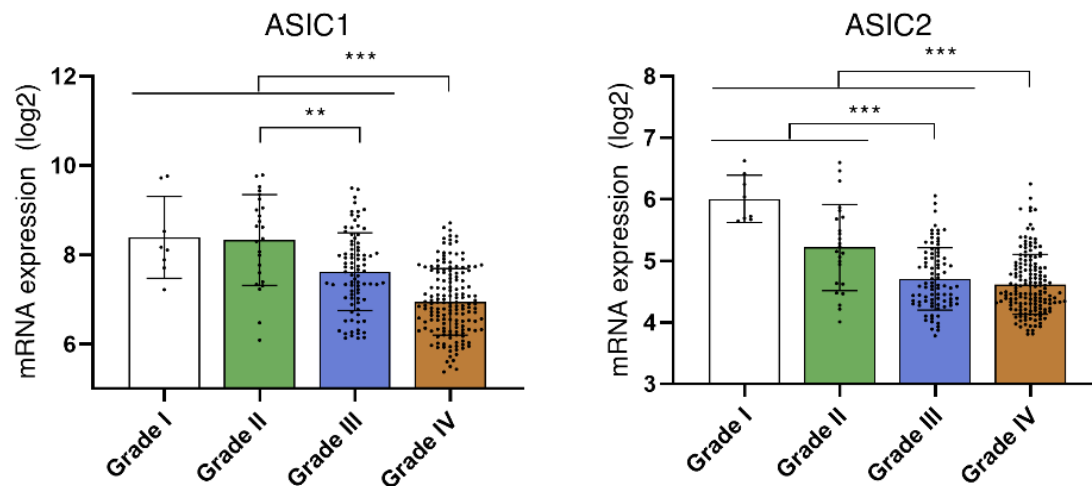 ASIC1
***
**
mRNA expression (log2)
12
10
8
6
Grade I
Grade II
Grade III
Grade IV
ASIC2
***
***
mRNA expression (log2)
8
7
6
5
4
3
Grade I
Grade II
Grade III
Grade IV